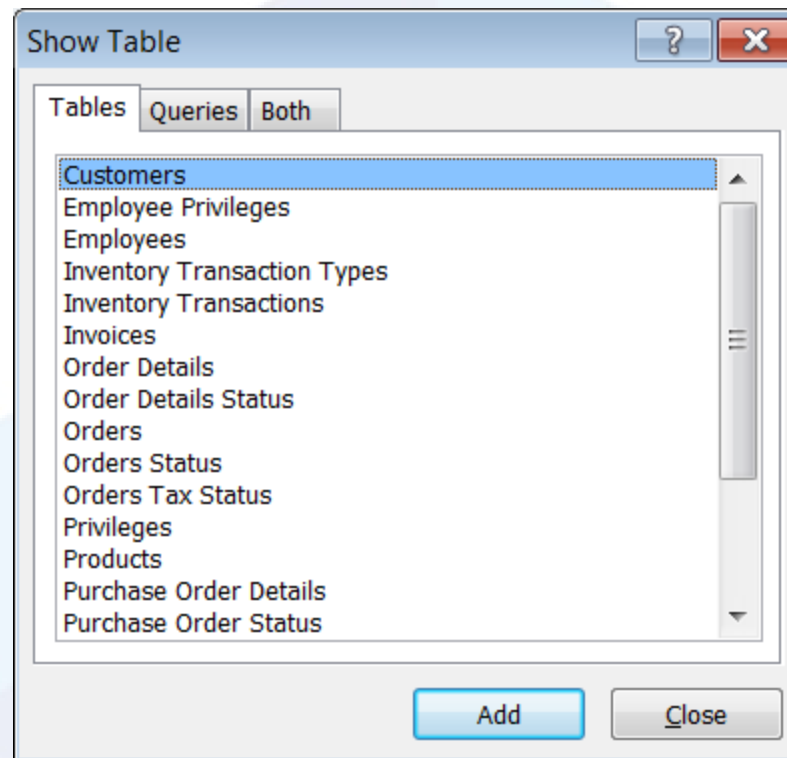 Show Table
Tables Queries Both
Customers
Employee Privileges
Employees
Inventory Transaction Types
Inventory Transactions
Invoices
Order Details
Order Details Status
Orders
Orders Status
Orders Tax Status
Privileges
Products
Purchase Order Details
Purchase Order Status
Add Close